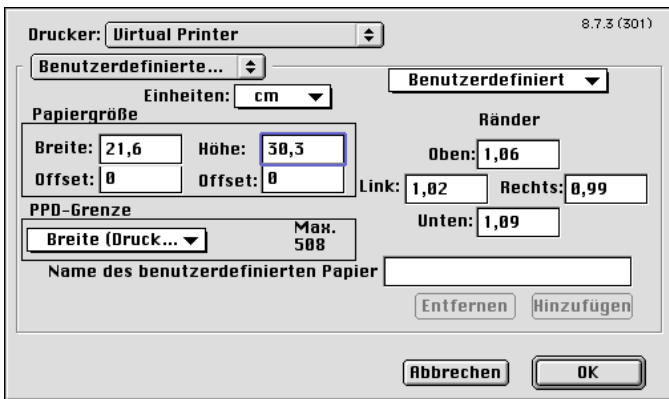 8.7.3 (301)
Drucker: Virtual Printer
Benutzerdefinierte...
Benutzerdefiniert
Einheiten: cm
Papiergröße
Breite: 21,6 Höhe: 30,3
Offset: 0 Offset: 0
Ränder
Oben: 1,06
Link: 1,02 Rechts: 0,99
Unten: 1,09
PPD-Grenze
Breite (Druck... Max.
508
Name des benutzerdefinierten Papier
Entfernen Hinzufügen
Abbrechen OK